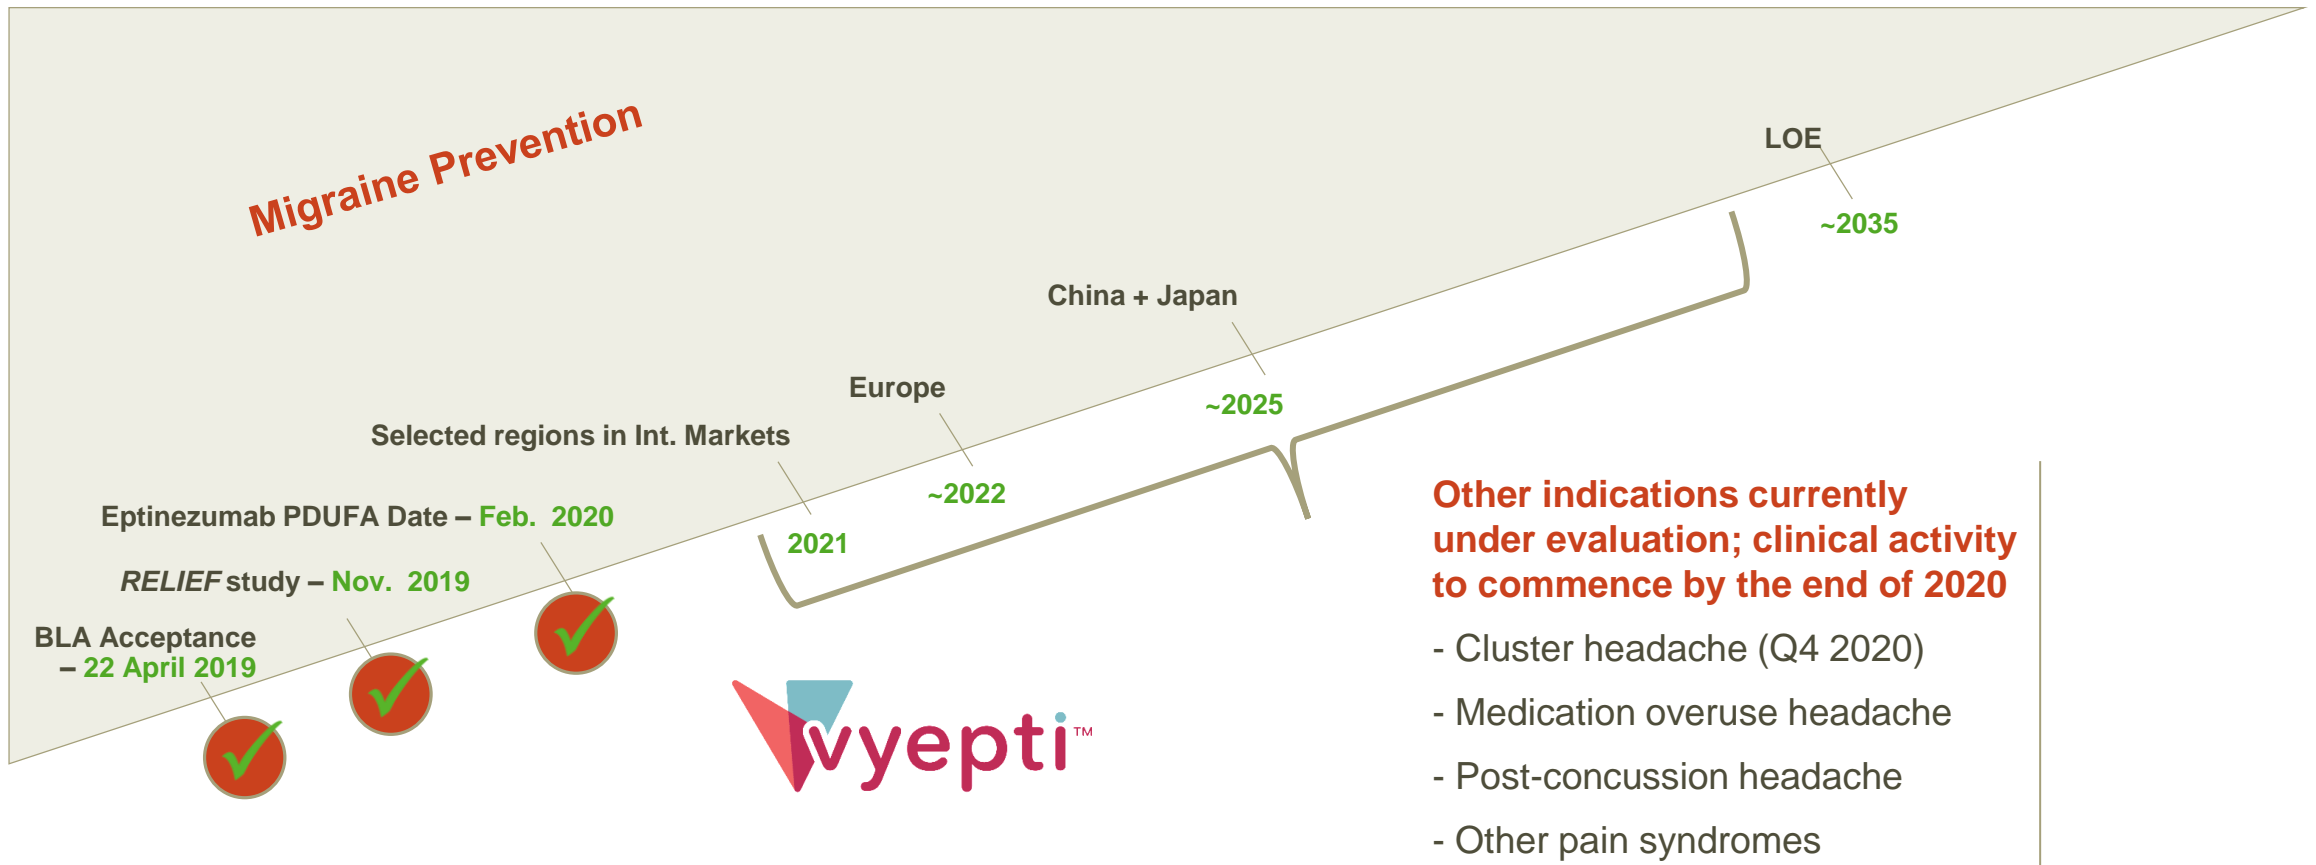 Migraine Prevention
LOE
~2035
China + Japan
~2025
Europe
~2022
Selected regions in Int. Markets
2021
Eptinezumab PDUFA Date – Feb. 2020
RELIEF study – Nov. 2019
BLA Acceptance
– 22 April 2019
vyepti™
Other indications currently
under evaluation; clinical activity
to commence by the end of 2020
- Cluster headache (Q4 2020)
- Medication overuse headache
- Post-concussion headache
- Other pain syndromes